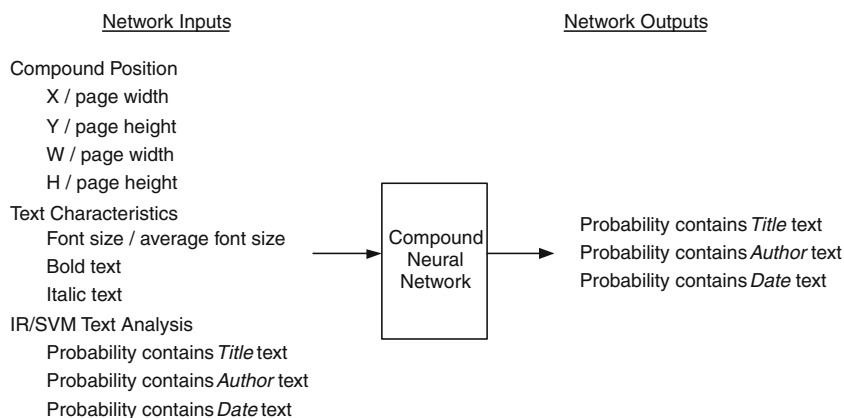 Network Inputs
Network Outputs
Compound Position
X / page width
Y / page height
W / page width
H / page height
Text Characteristics
Font size / average font size
Bold text
Italic text
IR/SVM Text Analysis
Probability contains Title text
Probability contains Author text
Probability contains Date text
Compound
Neural
Network
Probability contains Title text
Probability contains Author text
Probability contains Date text